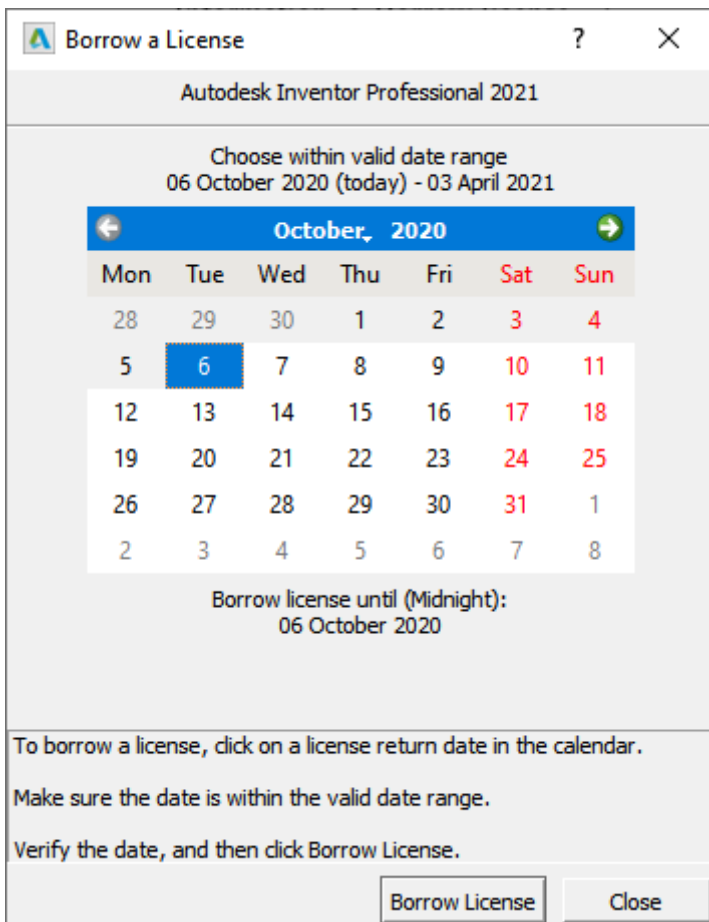 Borrow a License ? ×
Autodesk Inventor Professional 2021
Choose within valid date range
06 October 2020 (today) - 03 April 2021
October, 2020
Mon Tue Wed Thu Fri Sat Sun
28 29 30 1 2 3 4
5 6 7 8 9 10 11
12 13 14 15 16 17 18
19 20 21 22 23 24 25
26 27 28 29 30 31 1
2 3 4 5 6 7 8
Borrow license until (Midnight):
06 October 2020
To borrow a license, click on a license return date in the calendar.
Make sure the date is within the valid date range.
Verify the date, and then click Borrow License.
Borrow License Close